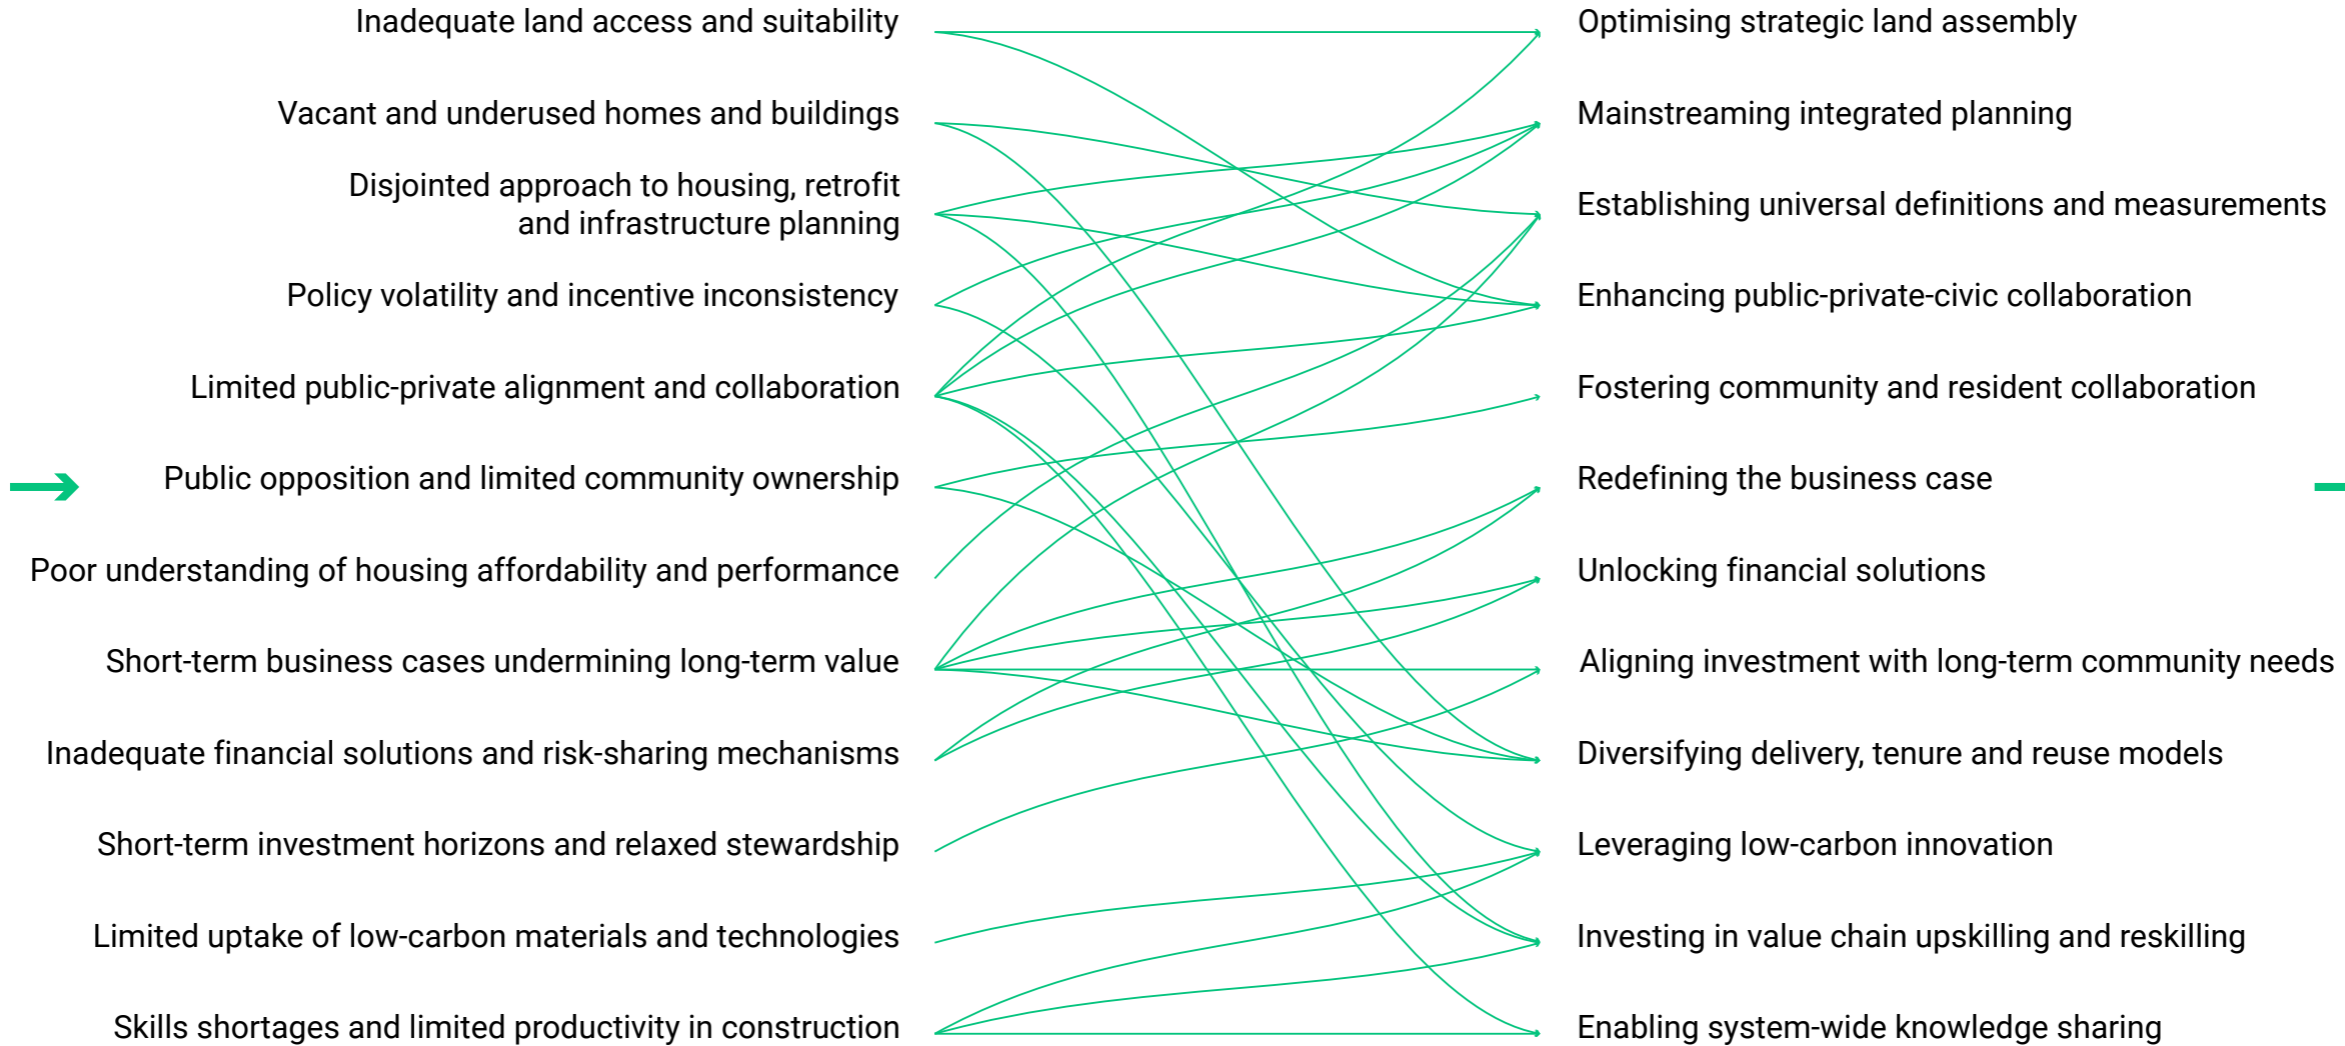 Inadequate land access and suitability
Vacant and underused homes and buildings
Disjointed approach to housing, retrofit
and infrastructure planning
Policy volatility and incentive inconsistency
Limited public-private alignment and collaboration
Public opposition and limited community ownership
Poor understanding of housing affordability and performance
Short-term business cases undermining long-term value
Inadequate financial solutions and risk-sharing mechanisms
Short-term investment horizons and relaxed stewardship
Limited uptake of low-carbon materials and technologies
Skills shortages and limited productivity in construction
Optimising strategic land assembly
Mainstreaming integrated planning
Establishing universal definitions and measurements
Enhancing public-private-civic collaboration
Fostering community and resident collaboration
Redefining the business case
Unlocking financial solutions
Aligning investment with long-term community needs
Diversifying delivery, tenure and reuse models
Leveraging low-carbon innovation
Investing in value chain upskilling and reskilling
Enabling system-wide knowledge sharing